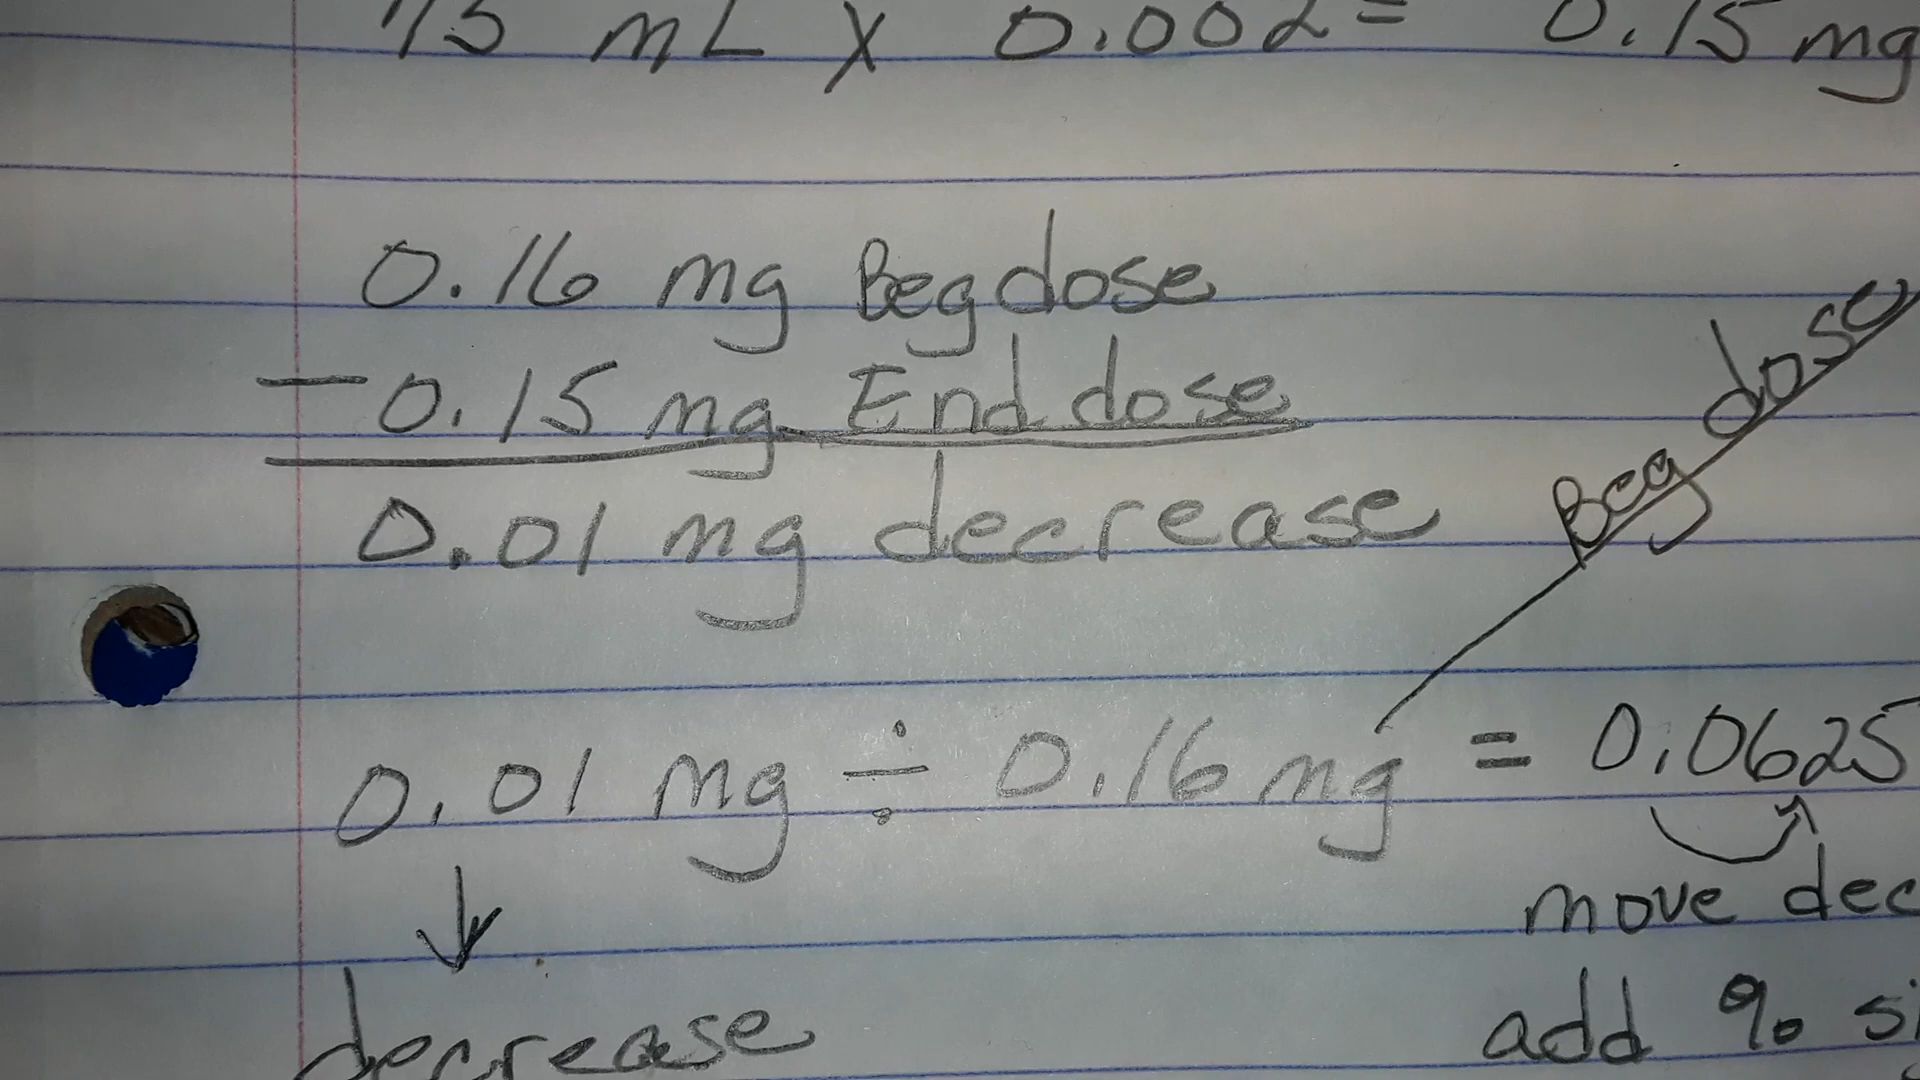 75 mL x 0.002 = 0.15 mg
0.16 mg Beg dose
- 0.15 mg End dose
0.01 mg decrease
Beg dose
0.01 mg ÷ 0.16 mg = 0.0625
move dec
decrease
add % si